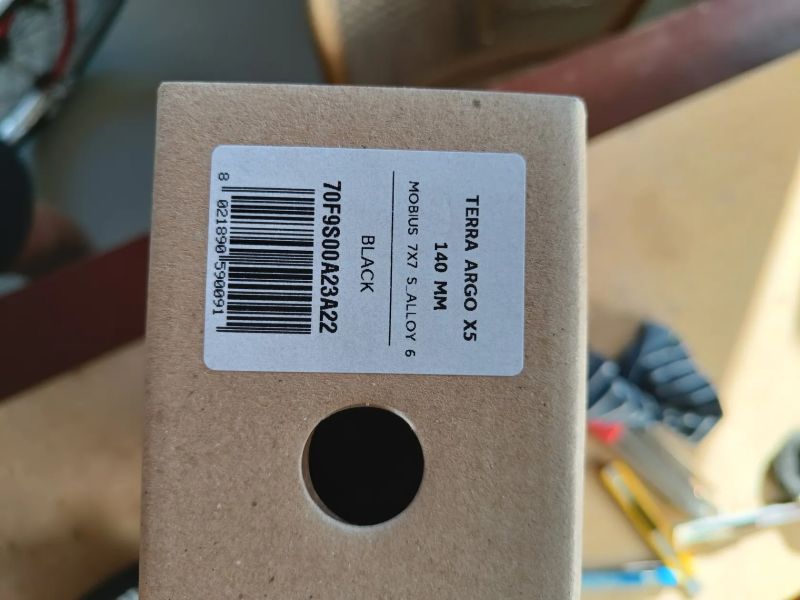 TERRA ARGO X5
140 MM
MOBIUS 7X7 S_ALLOY 6
BLACK
70F9S00A23A22
8 021890 590091